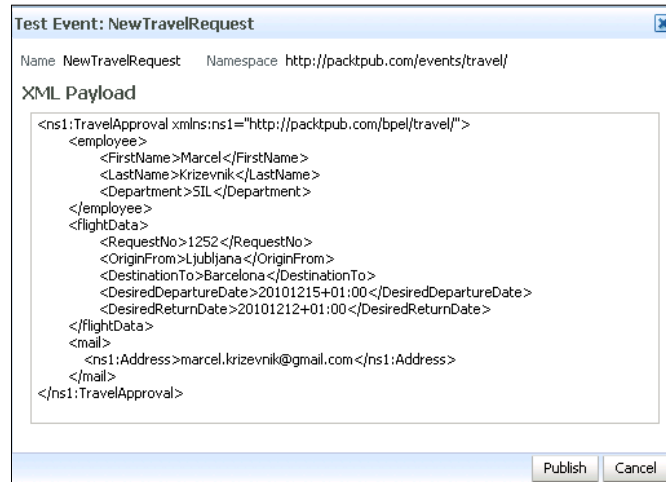 Test Event: NewTravelRequest
Name NewTravelRequest Namespace http://packtpub.com/events/travel/
XML Payload
<ns1:TravelApproval xmlns:ns1="http://packtpub.com/bpel/travel/">
<employee>
<FirstName>Marcel</FirstName>
<LastName>Krizevnik</LastName>
<Department>SIL</Department>
</employee>
<flightData>
<RequestNo>1252</RequestNo>
<OriginFrom>Ljubljana</OriginFrom>
<DestinationTo>Barcelona</DestinationTo>
<DesiredDepartureDate>20101215+01:00</DesiredDepartureDate>
<DesiredReturnDate>20101212+01:00</DesiredReturnDate>
</flightData>
<mail>
<ns1:Address>marcel.krizevnik@gmail.com</ns1:Address>
</mail>
</ns1:TravelApproval>
Publish Cancel